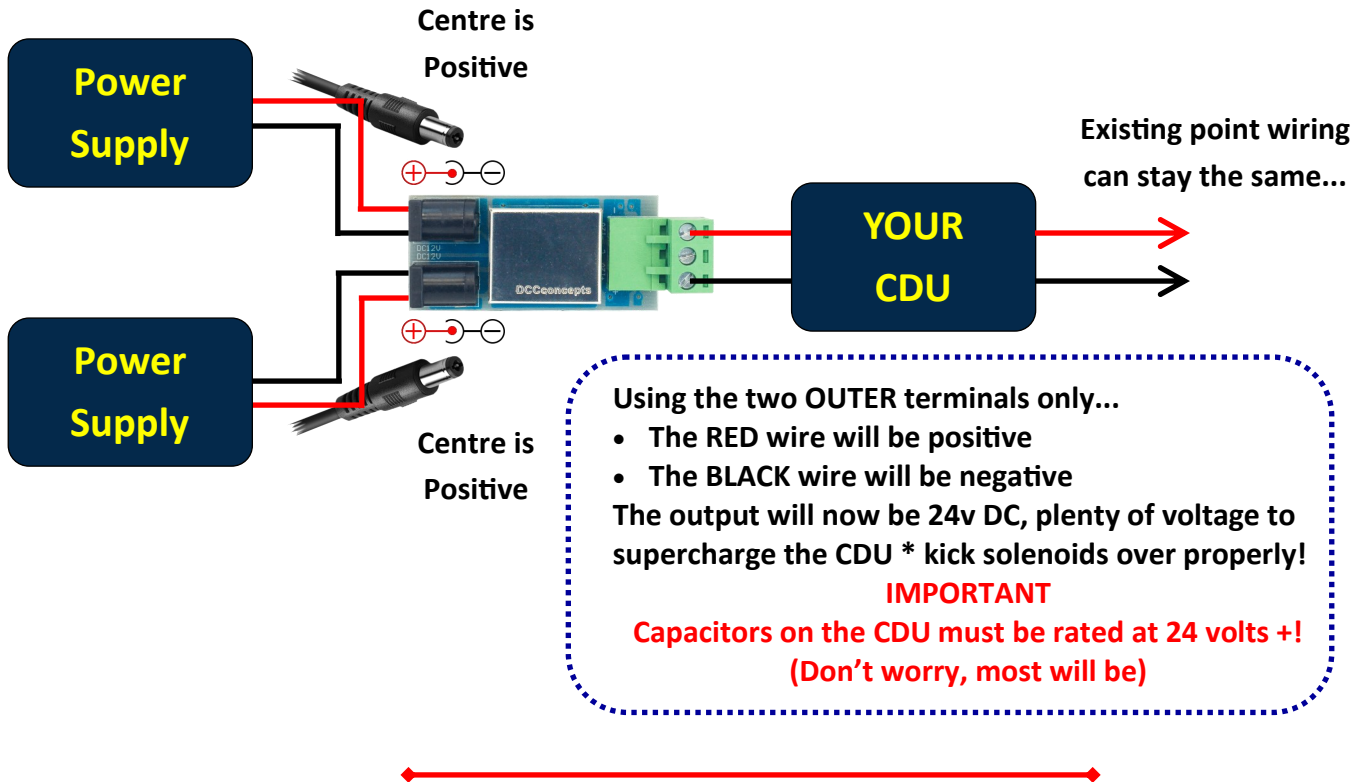 Centre is
Positive
Power
Supply
Existing point wiring
can stay the same...
DC12V
DC12V
DCCconcepts
YOUR
CDU
Power
Supply
Centre is
Positive
Using the two OUTER terminals only...
• The RED wire will be positive
• The BLACK wire will be negative
The output will now be 24v DC, plenty of voltage to
supercharge the CDU * kick solenoids over properly!
IMPORTANT
Capacitors on the CDU must be rated at 24 volts +!
(Don’t worry, most will be)